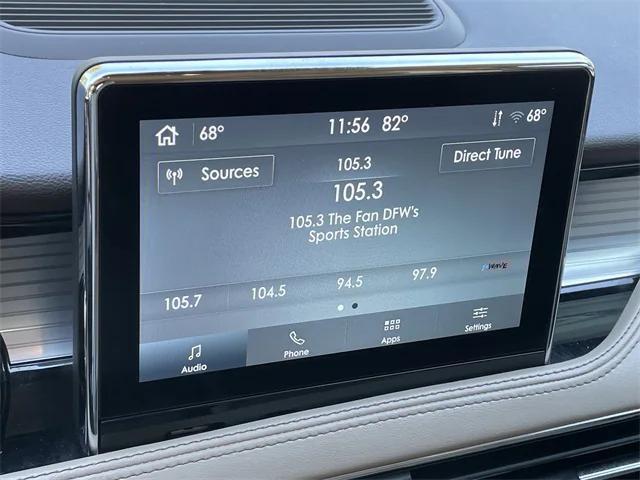 68° 11:56 82° 68°
Sources 105.3 Direct Tune
105.3
105.3 The Fan DFW's
Sports Station
105.7 104.5 94.5 97.9 WAVE
Audio Phone Apps Settings